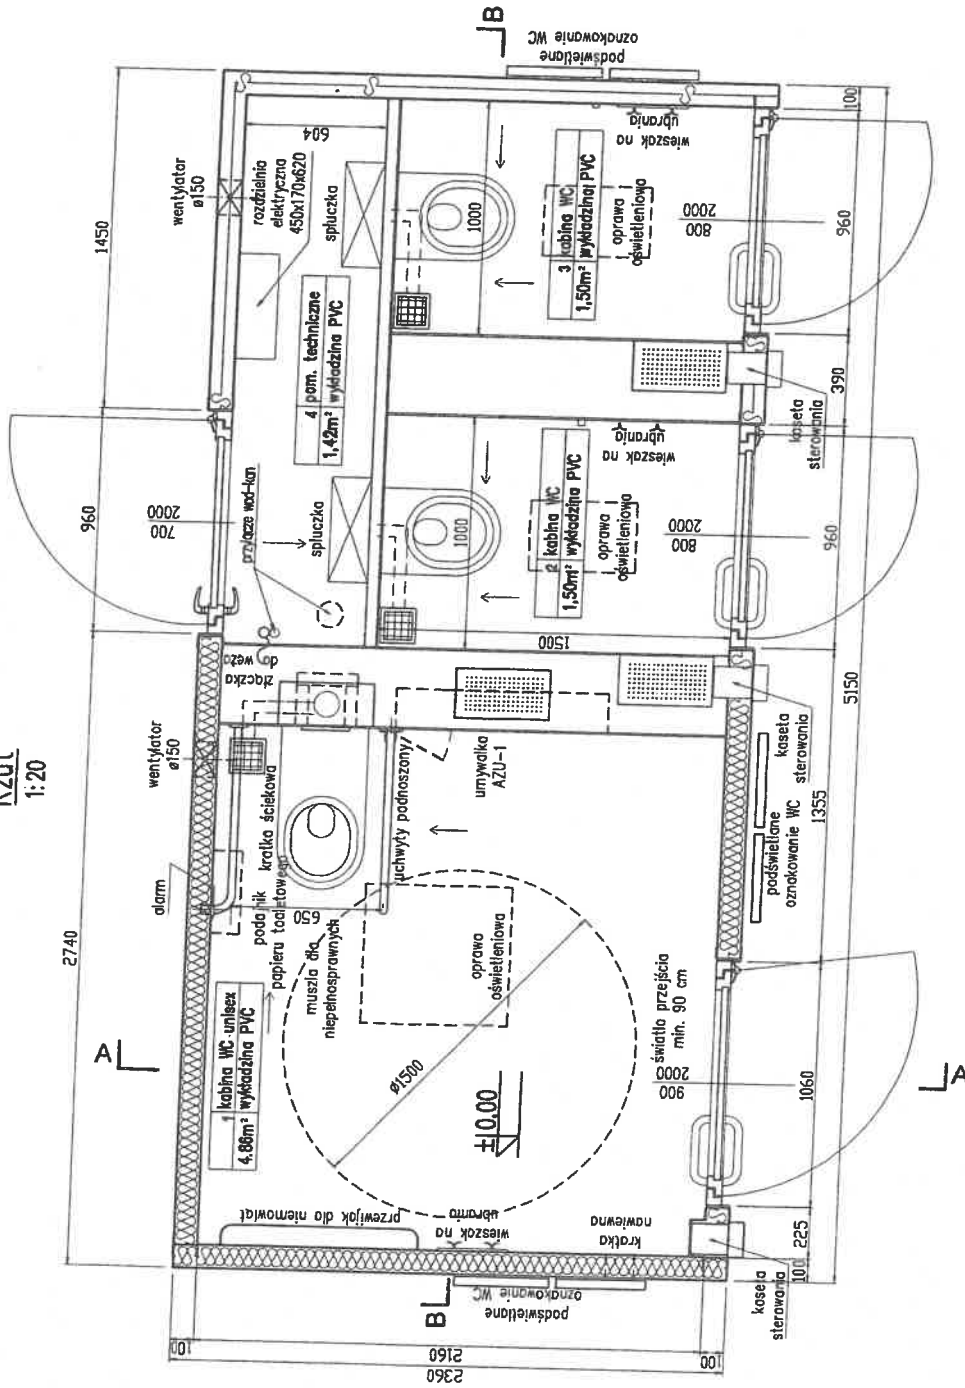 1:20
B
podświetlane
oznakowanie WC
1450
960
2740
wentylator
ø150
604
rozdzielnia
elektryczna
450x170x620
spłuczka
4 pom. techniczne
1,42m² wykładzina PVC
700
2000
przyłącze wod-kan
spłuczka
złączka
do węża
wentylator
ø150
alarm
podajnik
papieru toaletowego
kratka ściekowa
650
muszla dla
niepełnosprawnych
uchwyty podnoszony
umywalka
AZU-1
1 kabina WC-unisex
4.86m² wykładzina PVC
A
oprawa
oświetleniowa
ø1500
±0.00
światło przejścia
min. 90 cm
900
2000
przewijak dla niemowląt
wieszak na
ubrania
kratka
nawiewna
podświetlane
oznakowanie WC
B
100
2160
100
2360
1000
3 kabina WC
1,50m² wykładzina PVC
oprawa
oświetleniowa
wieszak na
ubrania
800
2000
1000
2 kabina WC
1,50m² wykładzina PVC
oprawa
oświetleniowa
wieszak na
ubrania
800
2000
1500
kaseta
sterowania
kaseta
sterowania
podświetlane
oznakowanie WC
kaseta
sterowania
100
960
390
960
1355
1060
225
100
5150
A